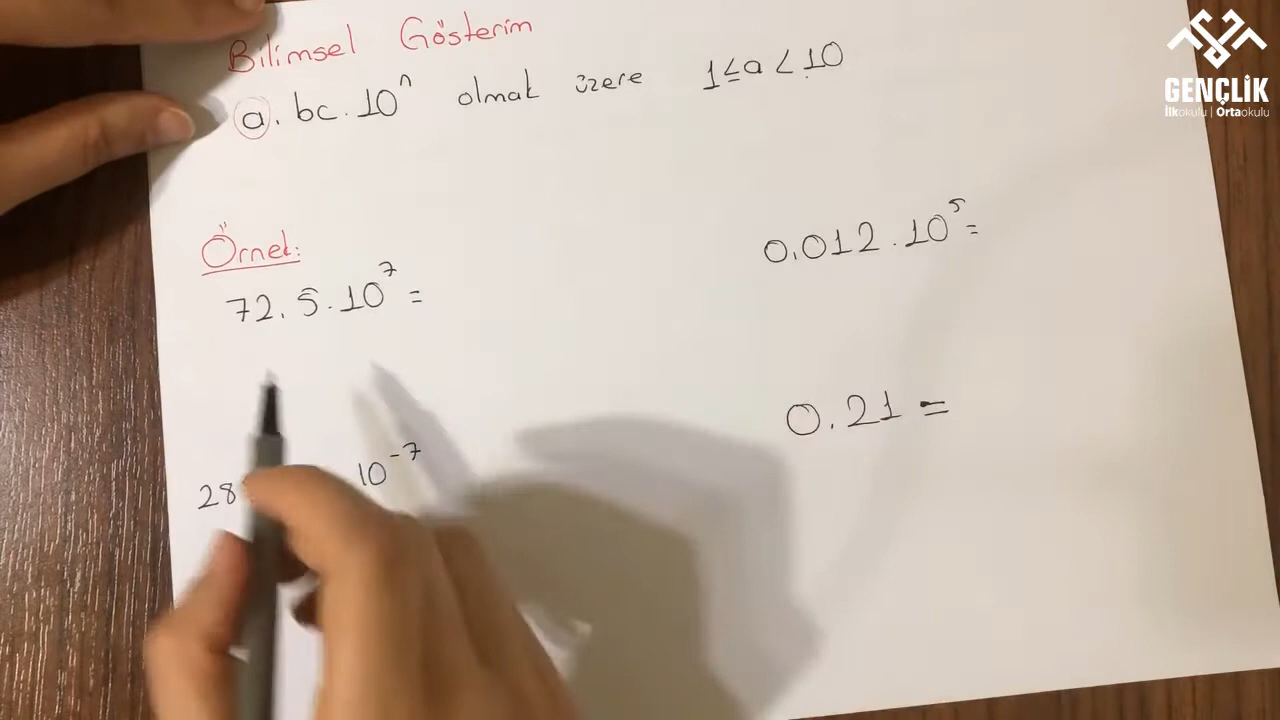 Bilimsel Gösterim
a. bc. 10ⁿ olmak üzere 1≤a<10
Örnek:
72.5.10⁷ =
0.012.10⁵ =
0.21 =
28 10⁻⁷
GENÇLİK
İlkokulu | Ortaokulu